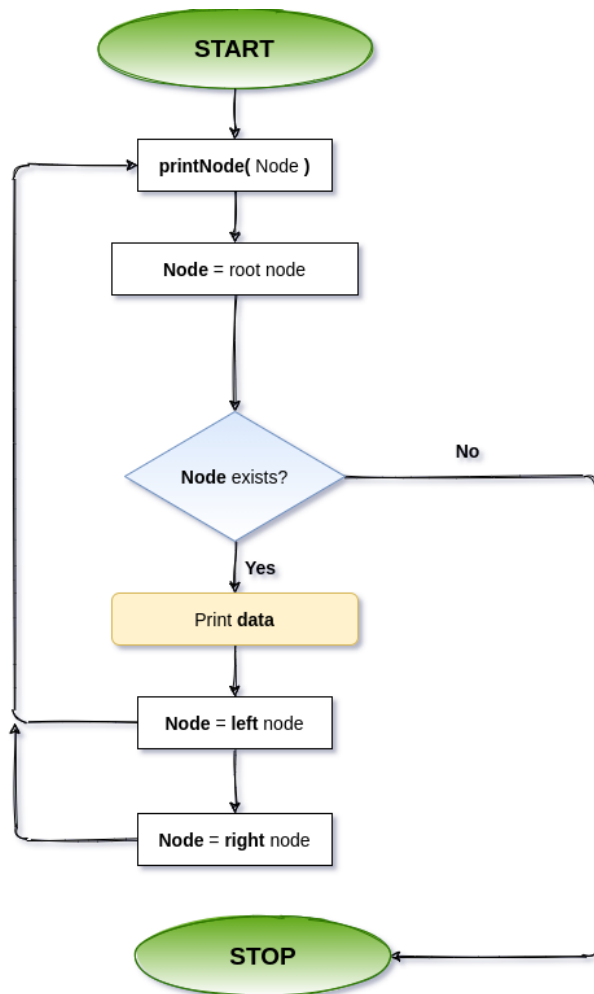 START
printNode( Node )
Node = root node
Node exists?
No
Yes
Print data
Node = left node
Node = right node
STOP